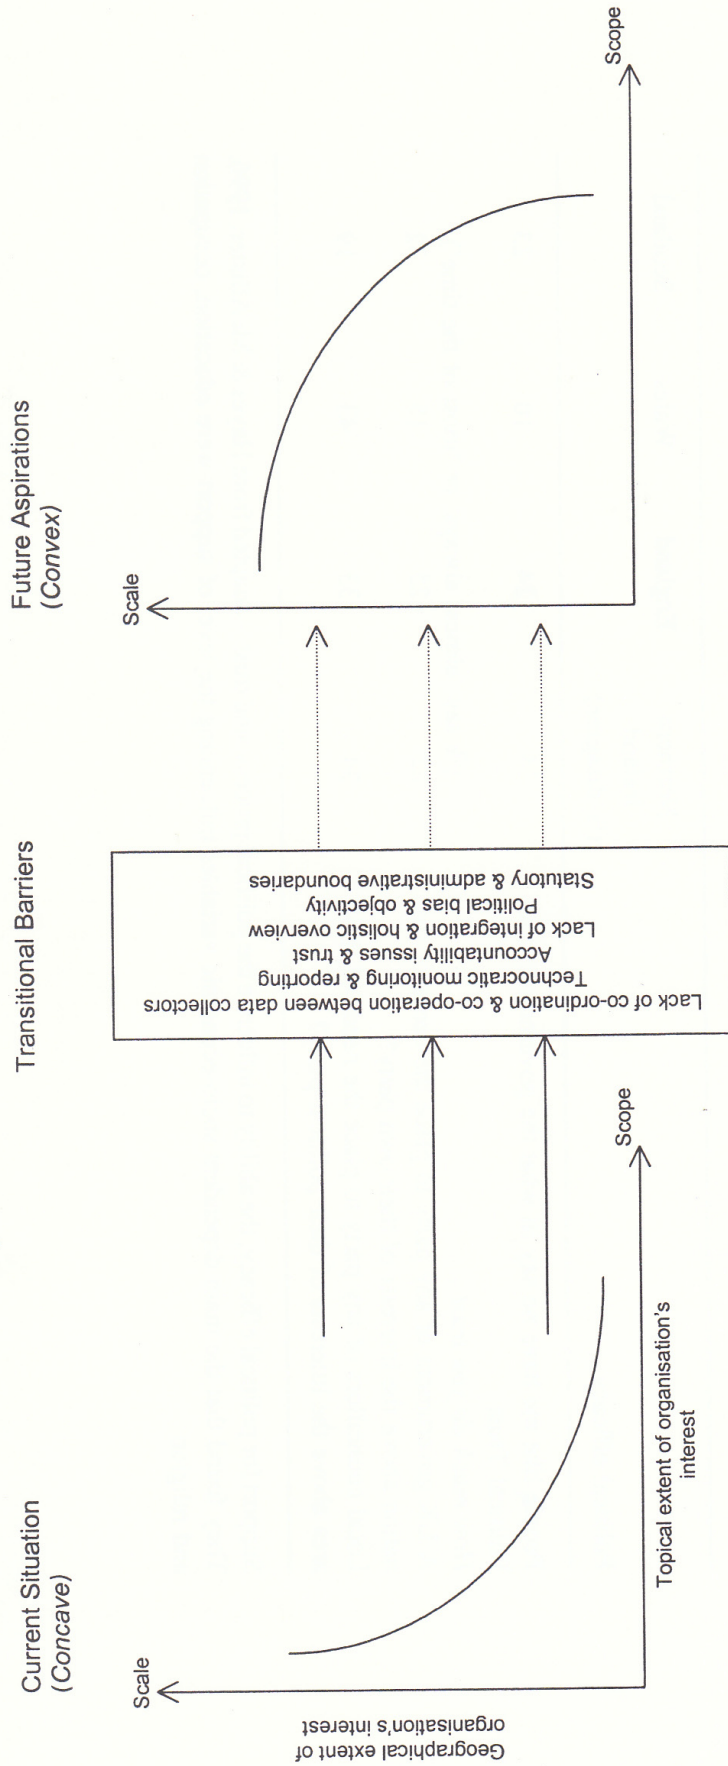 Current Situation
(Concave)
Scale
Geographical extent of
organisation's interest
Topical extent of organisation's
interest
Scope
Transitional Barriers
Lack of co-ordination & co-operation between data collectors
Technocratic monitoring & reporting
Accountability issues & trust
Lack of integration & holistic overview
Political bias & objectivity
Statutory & administrative boundaries
Future Aspirations
(Convex)
Scale
Scope